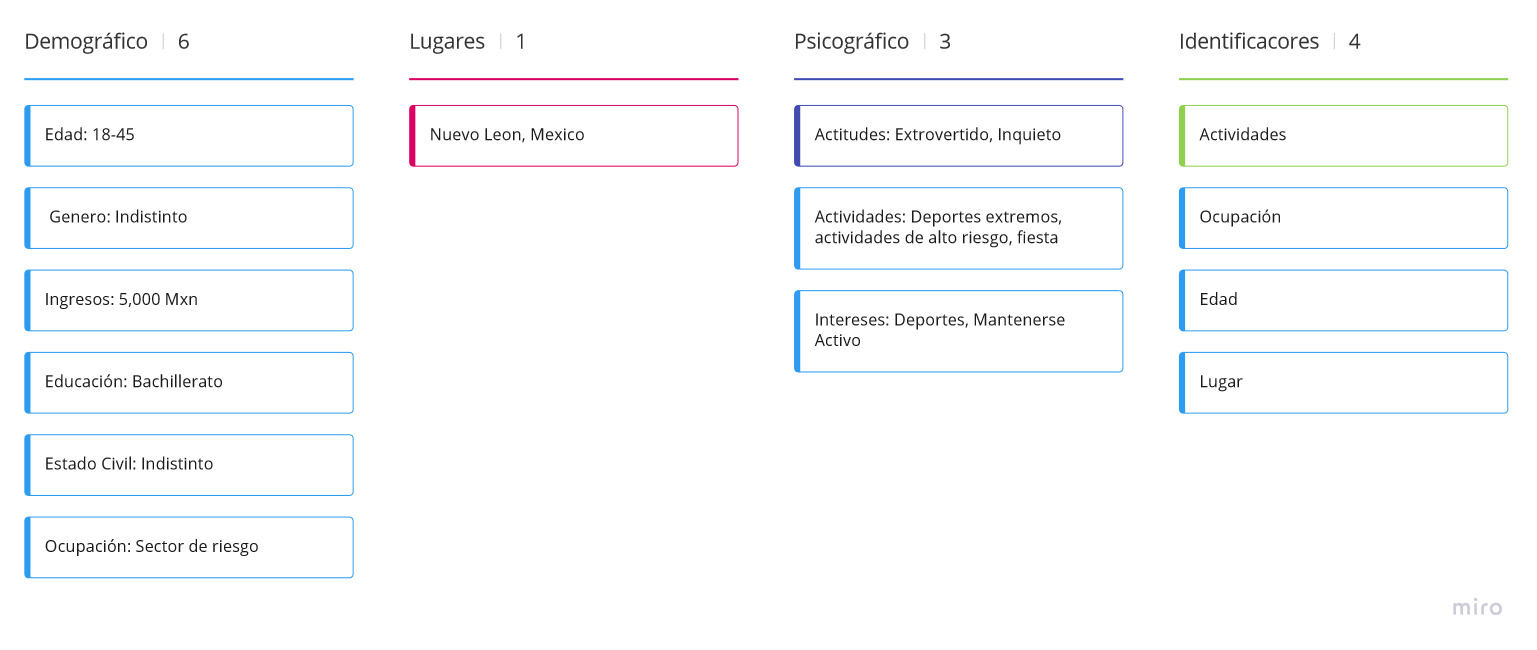 Demográfico | 6
Edad: 18-45
Genero: Indistinto
Ingresos: 5,000 Mxn
Educación: Bachillerato
Estado Civil: Indistinto
Ocupación: Sector de riesgo
Lugares | 1
Nuevo Leon, Mexico
Psicográfico | 3
Actitudes: Extrovertido, Inquieto
Actividades: Deportes extremos,
actividades de alto riesgo, fiesta
Intereses: Deportes, Mantenerse
Activo
Identificacores | 4
Actividades
Ocupación
Edad
Lugar
miro